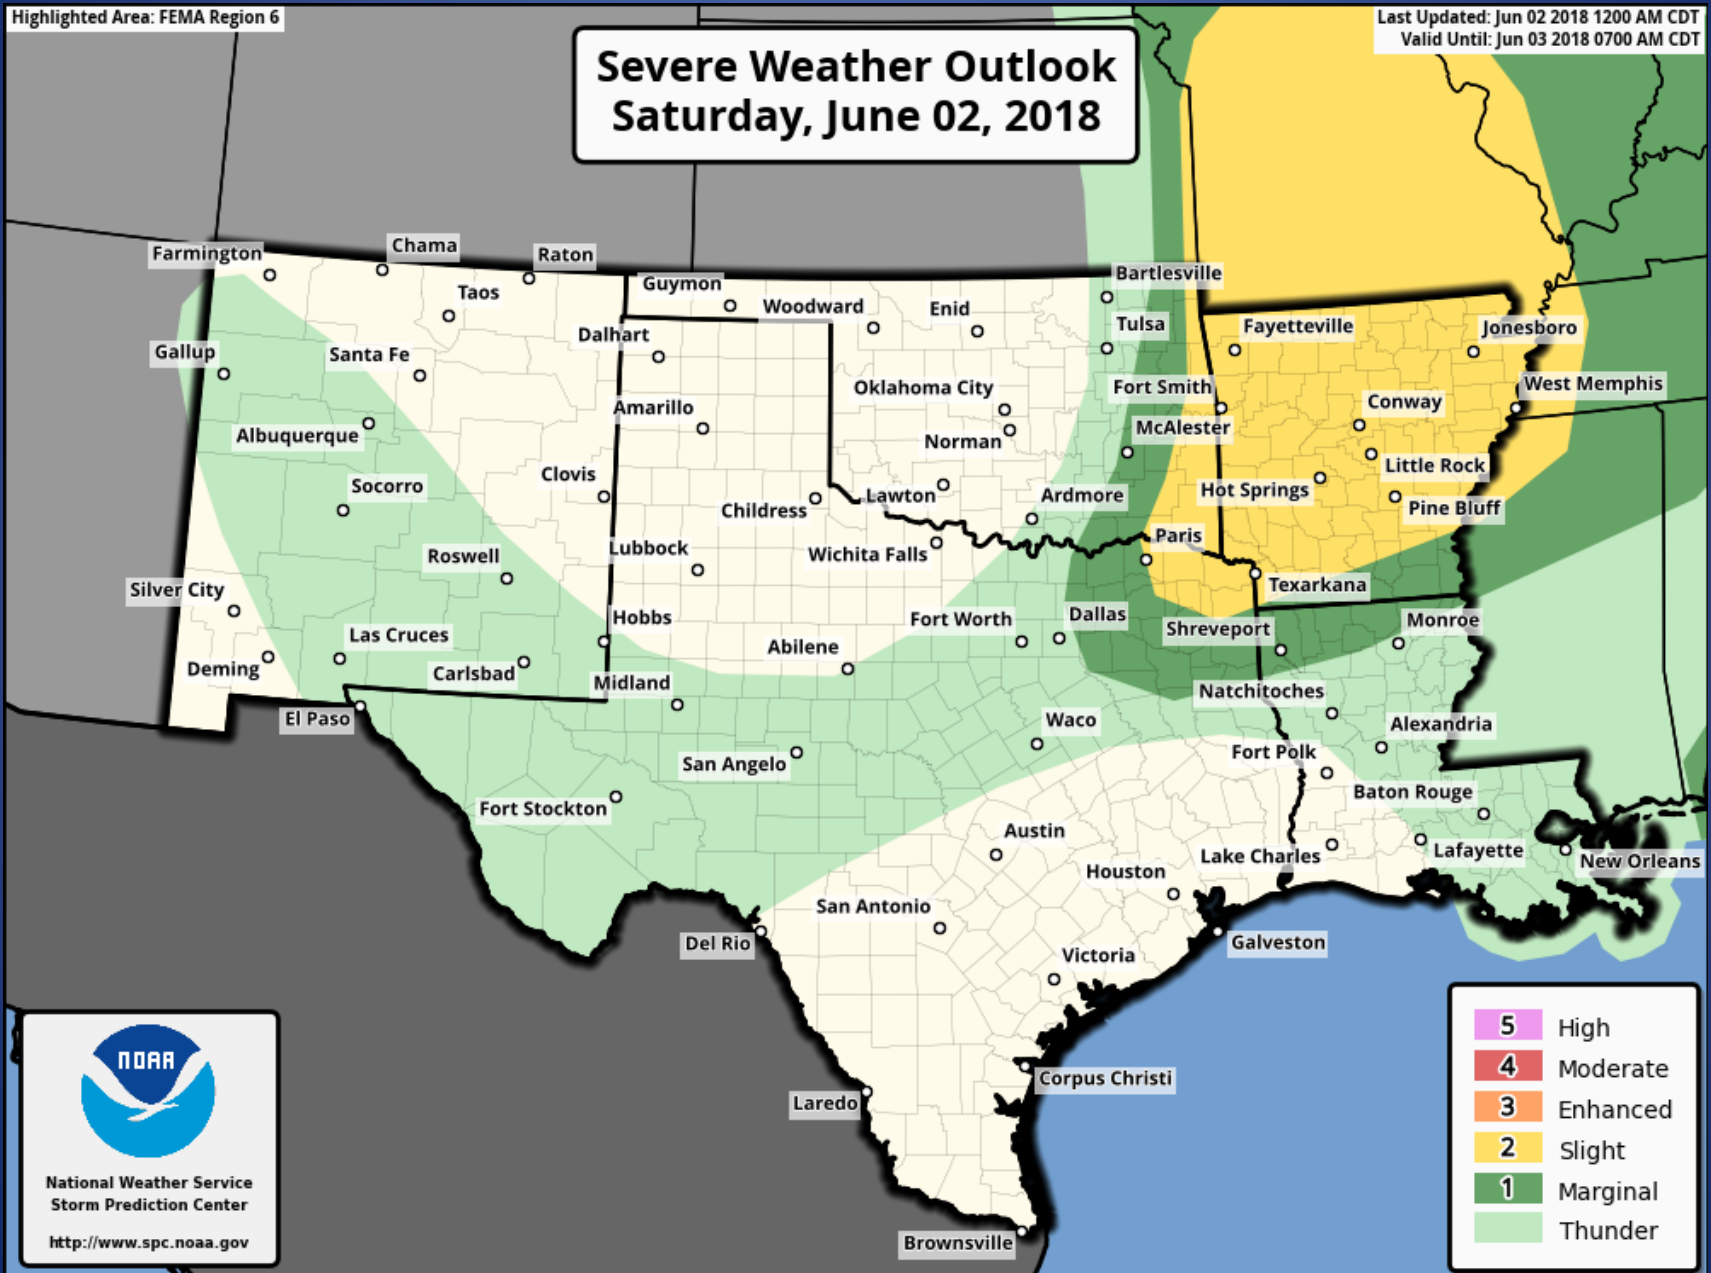 Highlighted Area: FEMA Region 6
Last Updated: Jun 02 2018 1200 AM CDT
Valid Until: Jun 03 2018 0700 AM CDT
Severe Weather Outlook
Saturday, June 02, 2018
Farmington
Chama
Raton
Taos
Guymon
Woodward
Enid
Bartlesville
Tulsa
Fayetteville
Jonesboro
Gallup
Santa Fe
Dalhart
Oklahoma City
Fort Smith
West Memphis
Albuquerque
Amarillo
Norman
McAlester
Conway
Socorro
Clovis
Childress
Lawton
Ardmore
Hot Springs
Little Rock
Pine Bluff
Roswell
Lubbock
Wichita Falls
Paris
Silver City
Texarkana
Hobbs
Fort Worth
Dallas
Shreveport
Monroe
Las Cruces
Deming
Carlsbad
Midland
Abilene
Natchitoches
El Paso
Waco
Alexandria
San Angelo
Fort Polk
Fort Stockton
Baton Rouge
Austin
Houston
Lake Charles
Lafayette
New Orleans
San Antonio
Del Rio
Victoria
Galveston
Laredo
Corpus Christi
Brownsville
NOAA
National Weather Service
Storm Prediction Center
http://www.spc.noaa.gov
5 High
4 Moderate
3 Enhanced
2 Slight
1 Marginal
Thunder